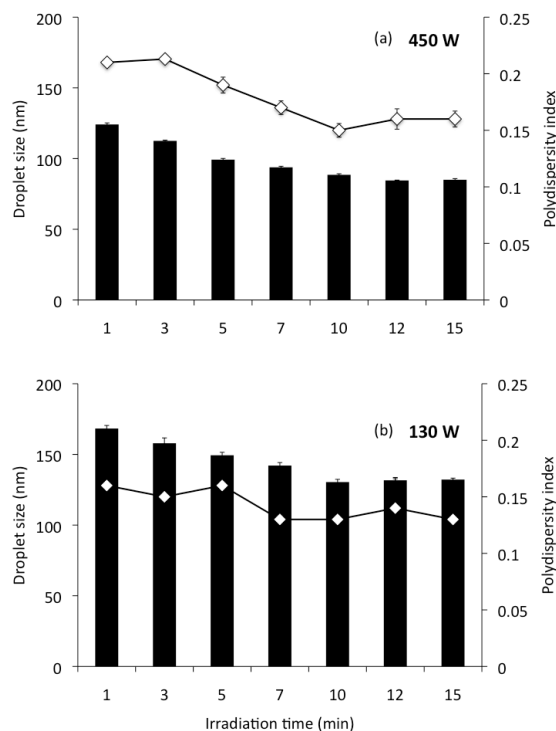 (a) 450 W
Droplet size (nm)
200
150
100
50
0
Polydispersity index
0.25
0.2
0.15
0.1
0.05
0
1 3 5 7 10 12 15
(b) 130 W
Droplet size (nm)
200
150
100
50
0
Polydispersity index
0.25
0.2
0.15
0.1
0.05
0
1 3 5 7 10 12 15
Irradiation time (min)